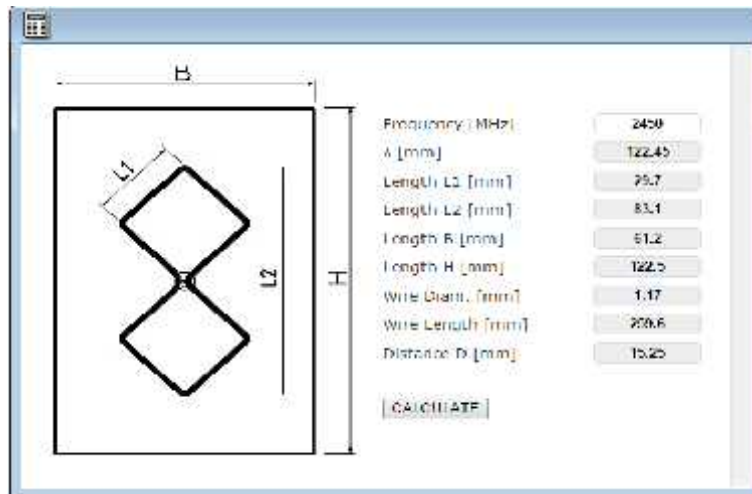 B
L1
L2
H
Frequency [MHz] 2450
λ [mm] 122.45
Length L1 [mm] 29.7
Length L2 [mm] 83.1
Length B [mm] 61.2
Length H [mm] 122.5
Wire Diam. [mm] 1.17
Wire Length [mm]
Distance D [mm] 15.25
CALCULATE